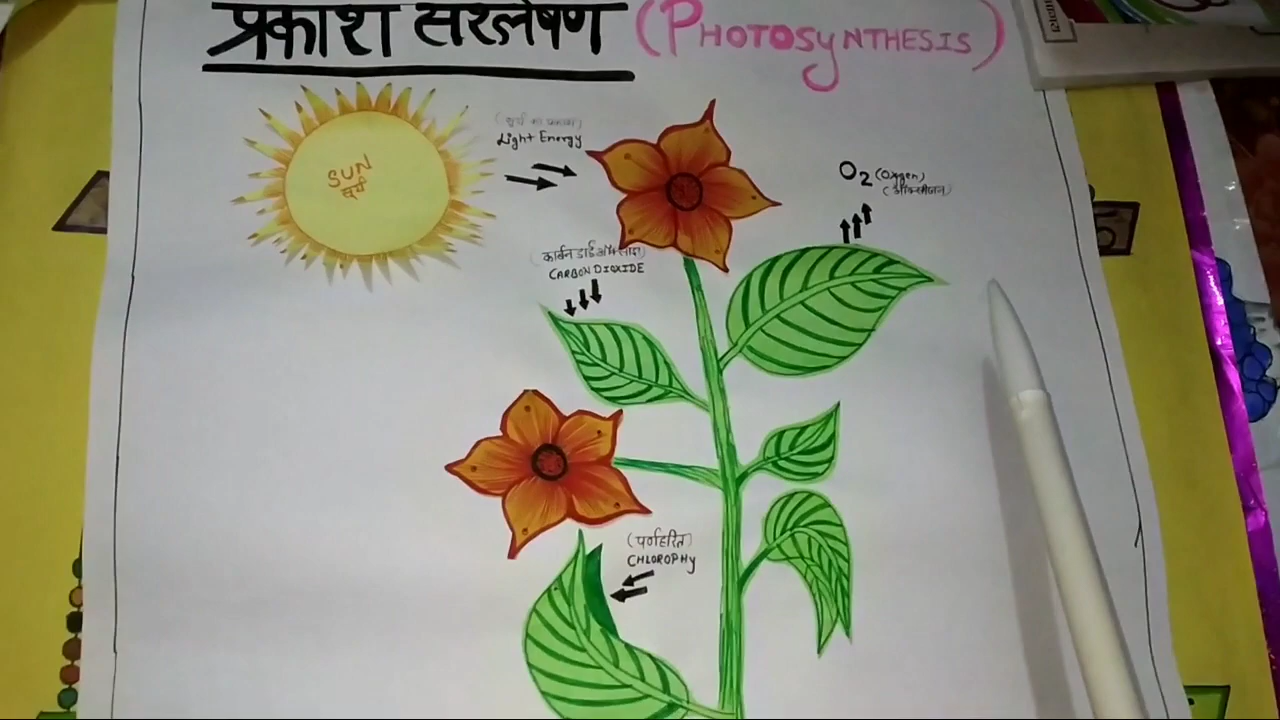 प्रकाश संश्लेषण (PHOTOSYNTHESIS)
SUN
सूर्य
(सूर्य का प्रकाश)
Light Energy
O2 (Oxygen)
(ऑक्सीजन)
(कार्बन डाईऑक्साइड)
CARBON DIOXIDE
(पर्णहरित)
CHLOROPHY